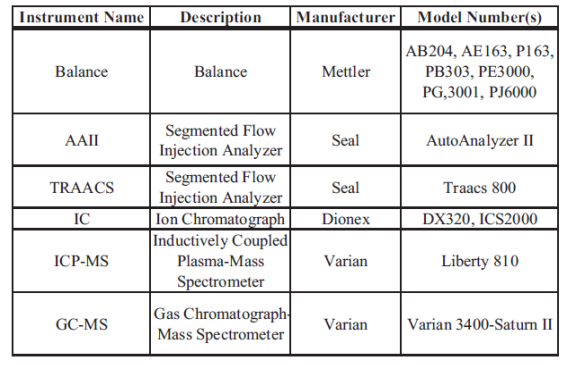 Instrument Name Description Manufacturer Model Number(s)
Balance Balance Mettler AB204, AE163, P163,
PB303, PE3000,
PG,3001, PJ6000
AAII Segmented Flow
Injection Analyzer Seal AutoAnalyzer II
TRAACS Segmented Flow
Injection Analyzer Seal Traacs 800
IC Ion Chromatograph Dionex DX320, ICS2000
ICP-MS Inductively Coupled
Plasma-Mass
Spectrometer Varian Liberty 810
GC-MS Gas Chromatograph-
Mass Spectrometer Varian Varian 3400-Saturn II